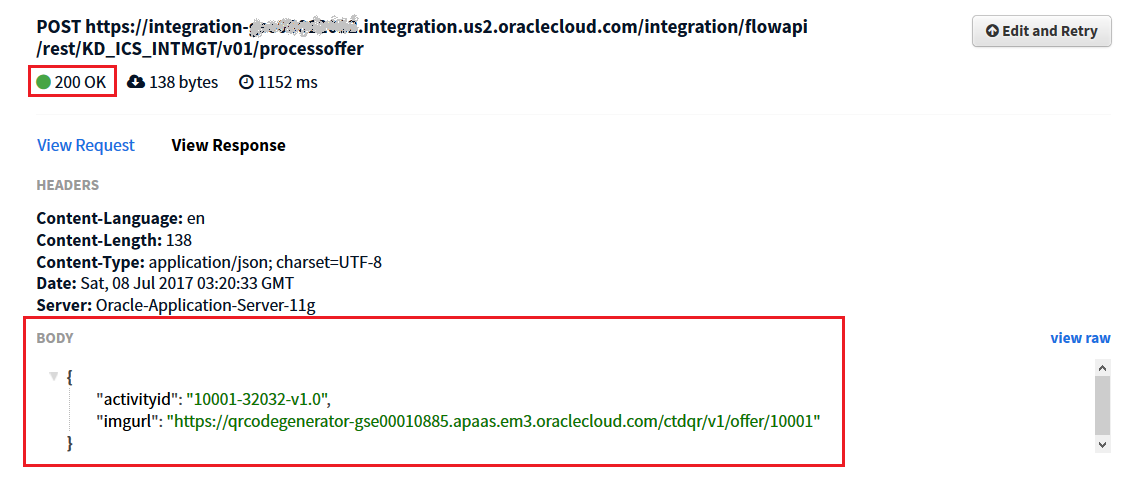 POST https://integration-.integration.us2.oraclecloud.com/integration/flowapi
/rest/KD_ICS_INTMGT/v01/processoffer
Edit and Retry
200 OK 138 bytes 1152 ms
View Request View Response
HEADERS
Content-Language: en
Content-Length: 138
Content-Type: application/json; charset=UTF-8
Date: Sat, 08 Jul 2017 03:20:33 GMT
Server: Oracle-Application-Server-11g
BODY
view raw
{
"activityid": "10001-32032-v1.0",
"imgurl": "https://qrcodegenerator-gse00010885.apaas.em3.oraclecloud.com/ctdqr/v1/offer/10001"
}